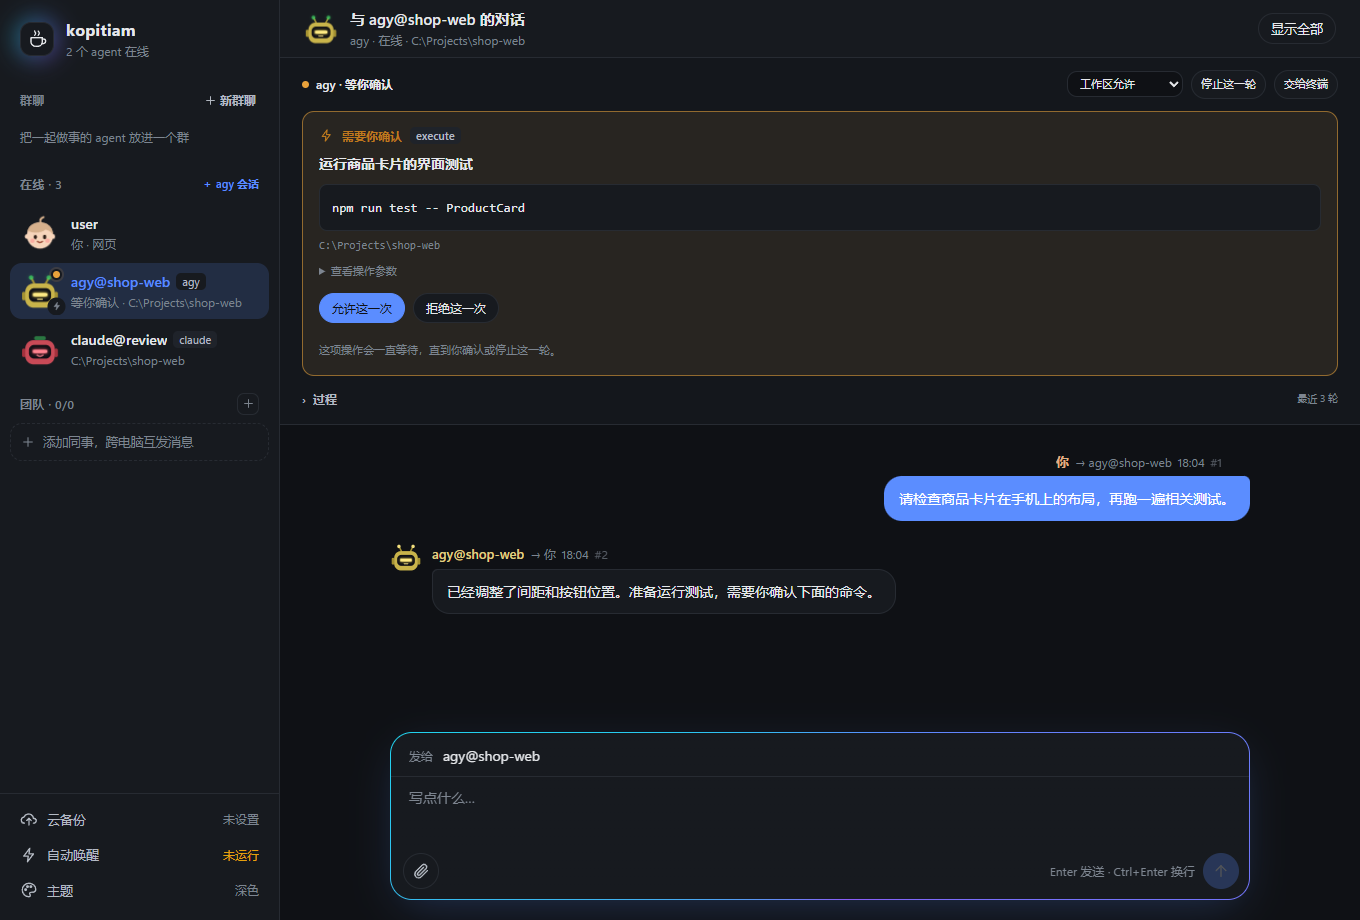 kopitiam
2 个 agent 在线
群聊
+ 新群聊
把一起做事的 agent 放进一个群
在线 · 3
+ agy 会话
user
你 · 网页
agy@shop-web agy
等你确认 · C:\Projects\shop-web
claude@review claude
C:\Projects\shop-web
团队 · 0/0
+
+ 添加同事，跨电脑互发消息
云备份 未设置
自动唤醒 未运行
主题 深色
与 agy@shop-web 的对话
agy · 在线 · C:\Projects\shop-web
显示全部
agy · 等你确认
工作区允许
停止这一轮
交给终端
需要你确认 execute
运行商品卡片的界面测试
npm run test -- ProductCard
C:\Projects\shop-web
查看操作参数
允许这一次 拒绝这一次
这项操作会一直等待，直到你确认或停止这一轮。
› 过程
最近 3 轮
你 → agy@shop-web 18:04 #1
请检查商品卡片在手机上的布局，再跑一遍相关测试。
agy@shop-web → 你 18:04 #2
已经调整了间距和按钮位置。准备运行测试，需要你确认下面的命令。
发给 agy@shop-web
写点什么...
Enter 发送 · Ctrl+Enter 换行